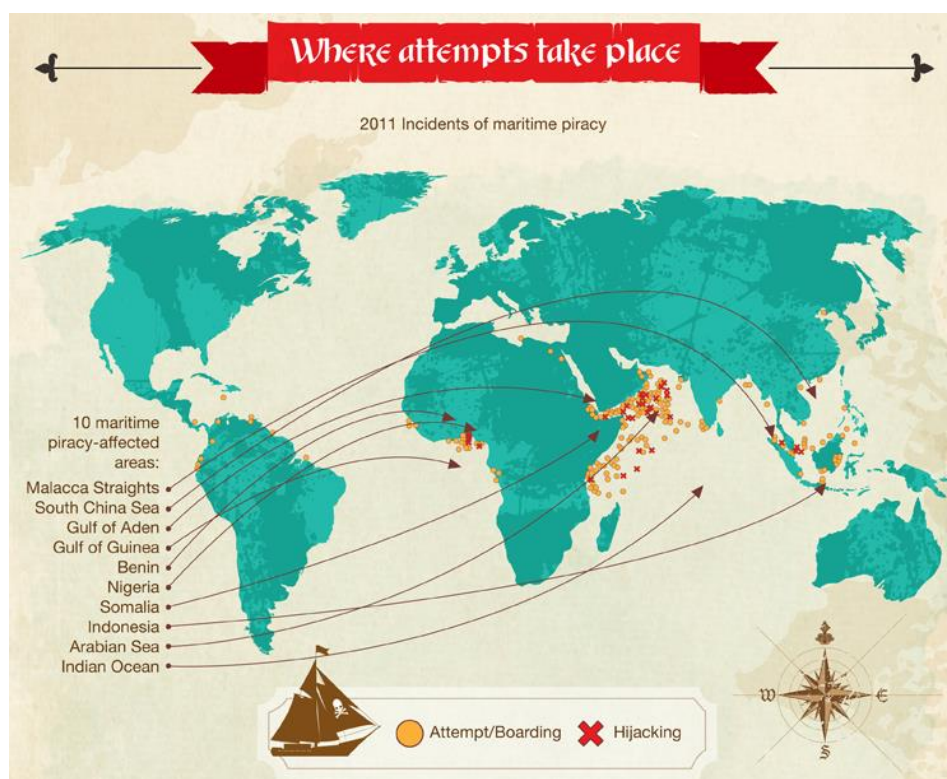 Where attempts take place
2011 Incidents of maritime piracy
10 maritime
piracy-affected
areas:
Malacca Straights
South China Sea
Gulf of Aden
Gulf of Guinea
Benin
Nigeria
Somalia
Indonesia
Arabian Sea
Indian Ocean
Attempt/Boarding
Hijacking
W
E
S